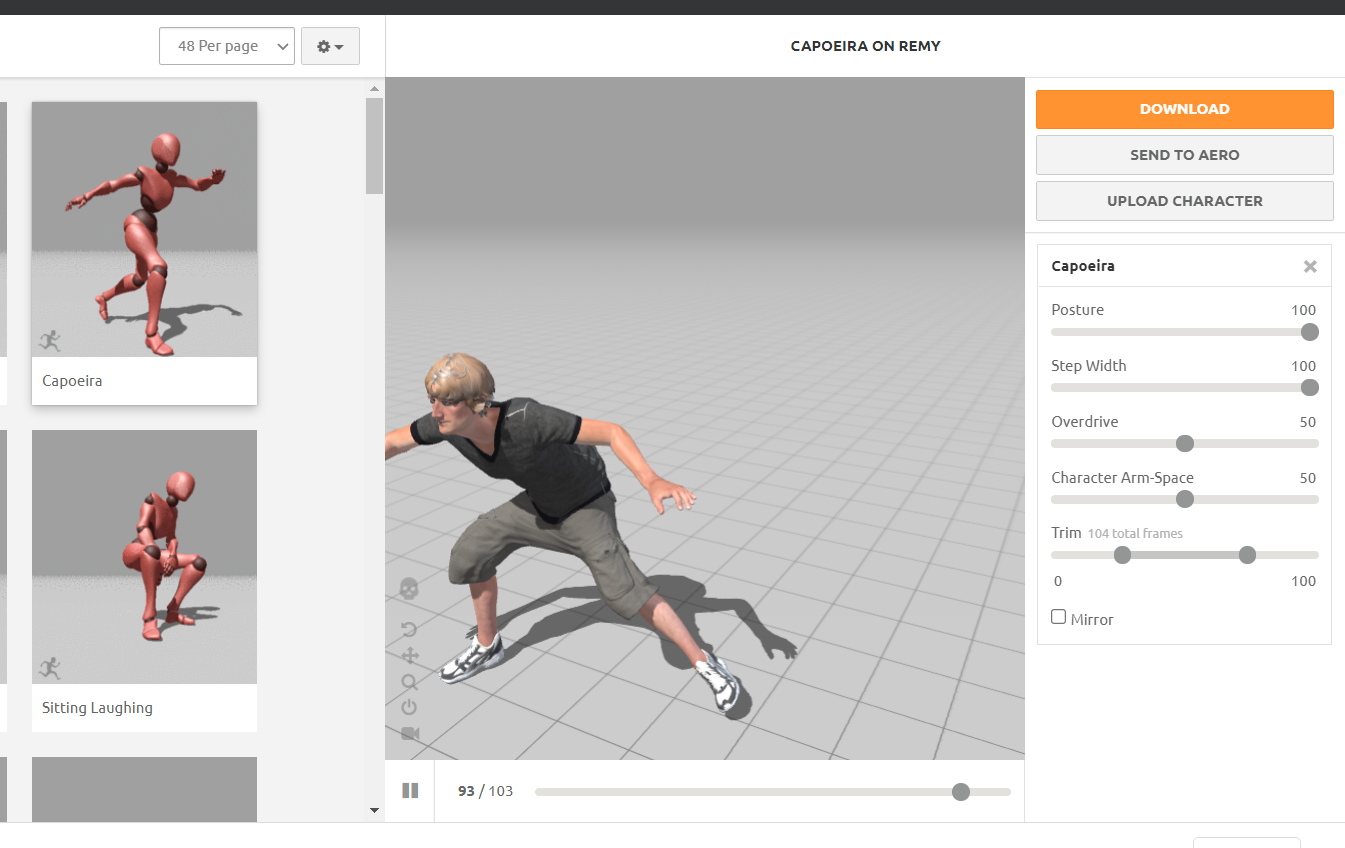 48 Per page
CAPOEIRA ON REMY
Capoeira
Sitting Laughing
93 / 103
DOWNLOAD
SEND TO AERO
UPLOAD CHARACTER
Capoeira
Posture 100
Step Width 100
Overdrive 50
Character Arm-Space 50
Trim 104 total frames
0 100
Mirror